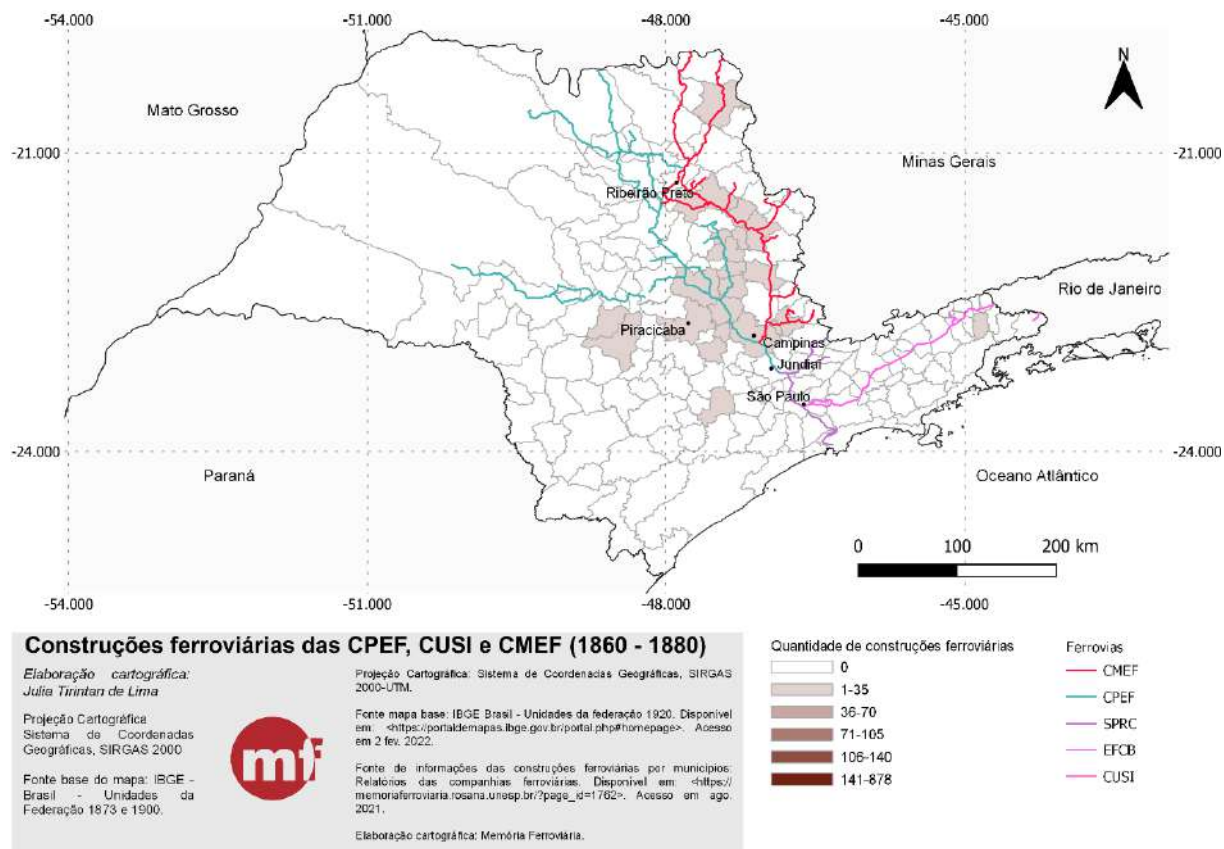 -54.000 -51.000 -48.000 -45.000
N
Mato Grosso
-21.000 -21.000
Minas Gerais
Ribeirão Preto
Rio de Janeiro
Piracicaba
Campinas
Jundiaí
São Paulo
-24.000 -24.000
Paraná
Oceano Atlântico
0 100 200 km
-54.000 -51.000 -48.000 -45.000
Construções ferroviárias das CPEF, CUSI e CMEF (1860 - 1880)
Elaboração cartográfica:
Julia Tirintan de Lima
Projeção Cartográfica
Sistema de Coordenadas
Geográficas, SIRGAS 2000
Fonte base do mapa: IBGE -
Brasil - Unidades da
Federação 1873 e 1900.
mf
Projeção Cartográfica: Sistema de Coordenadas Geográficas, SIRGAS
2000-UTM.
Fonte mapa base: IBGE Brasil - Unidades da federação 1920. Disponível
em: <https://portaldemapas.ibge.gov.br/portal.php#homepage>. Acesso
em 2 fev. 2022.
Fonte de informações das construções ferroviárias por municípios:
Relatórios das companhias ferroviárias. Disponível em: <https://
memoriaferroviaria.rosana.unesp.br/?page_id=1762>. Acesso em ago.
2021.
Elaboração cartográfica: Memória Ferroviária.
Quantidade de construções ferroviárias
0
1-35
36-70
71-105
106-140
141-878
Ferrovias
CMEF
CPEF
SPRC
EFCB
CUSI